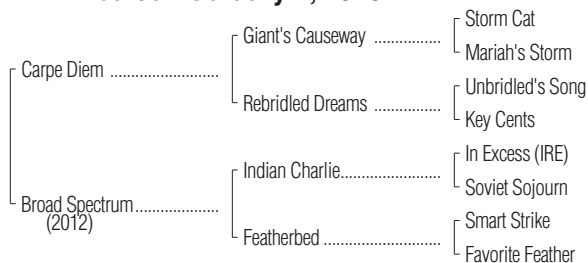 Giant's Causeway ................
Storm Cat
Mariah's Storm
Carpe Diem ......................
Rebridled Dreams .............
Unbridled's Song
Key Cents
Indian Charlie...................
In Excess (IRE)
Soviet Sojourn
Broad Spectrum.................
(2012)
Featherbed ......................
Smart Strike
Favorite Feather